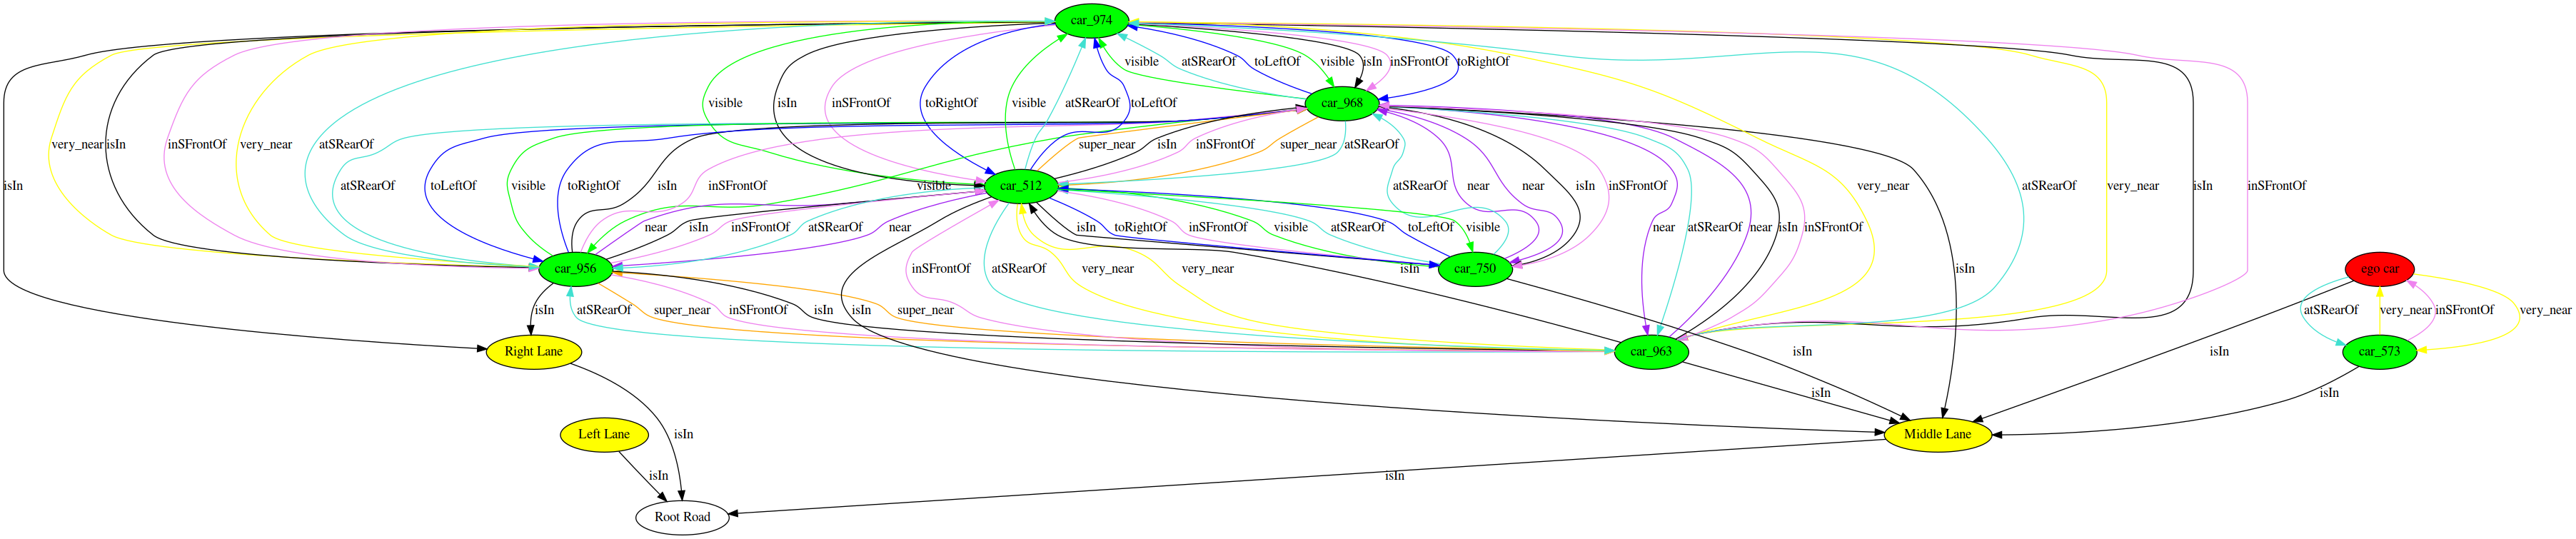 car_974
visible atSRearOf toLeftOf visible isIn inSFrontOf toRightOf
car_968
visible isIn inSFrontOf toRightOf visible atSRearOf toLeftOf
very_near isIn inSFrontOf very_near atSRearOf super_near isIn inSFrontOf super_near atSRearOf
isIn atSRearOf toLeftOf visible toRightOf isIn inSFrontOf visible car_512 atSRearOf near near isIn inSFrontOf very_near atSRearOf very_near isIn inSFrontOf
near isIn inSFrontOf atSRearOf near isIn toRightOf inSFrontOf visible atSRearOf toLeftOf visible near atSRearOf near isIn inSFrontOf
car_956 inSFrontOf atSRearOf very_near very_near isIn car_750 isIn ego car
isIn atSRearOf super_near inSFrontOf isIn isIn super_near atSRearOf very_near inSFrontOf very_near
Right Lane car_963 isIn isIn car_573
isIn isIn
Left Lane isIn Middle Lane
isIn isIn
Root Road